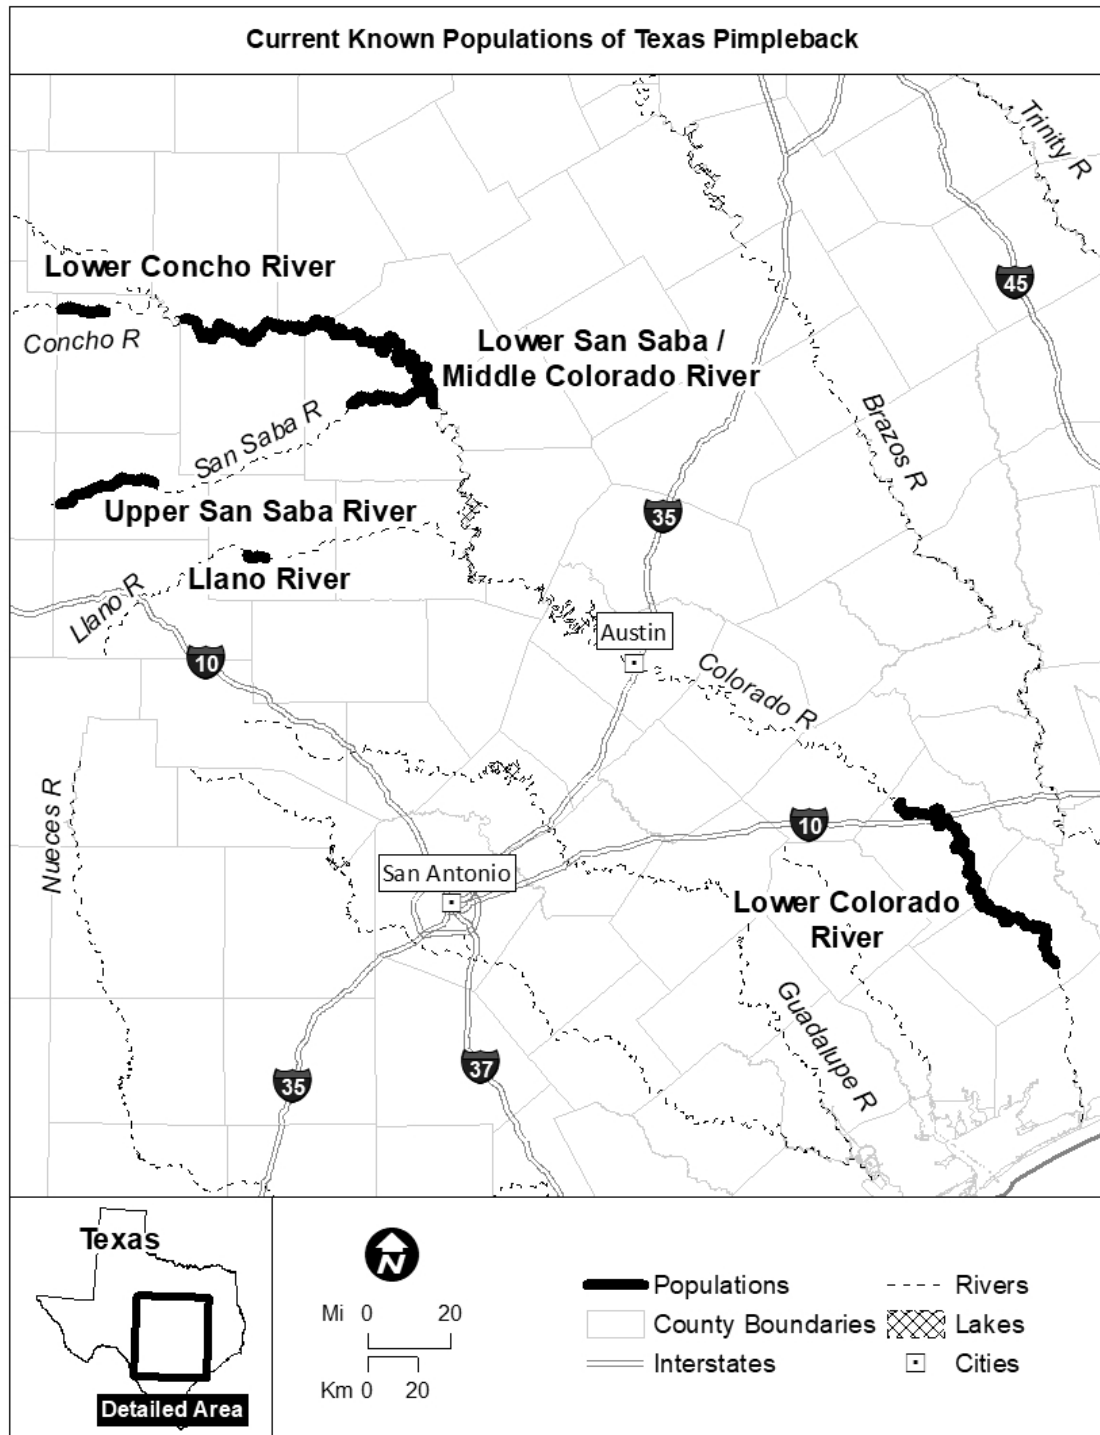 Current Known Populations of Texas Pimpleback
Trinity R
Lower Concho River
45
Concho R
Lower San Saba /
Middle Colorado River
San Saba R
Brazos R
Upper San Saba River
35
Llano River
Llano R
Austin
10
Colorado R
Nueces R
10
San Antonio
Lower Colorado
River
Guadalupe R
37
35
Texas
Detailed Area
N
Mi 0 20
Km 0 20
Populations
County Boundaries
Interstates
Rivers
Lakes
Cities